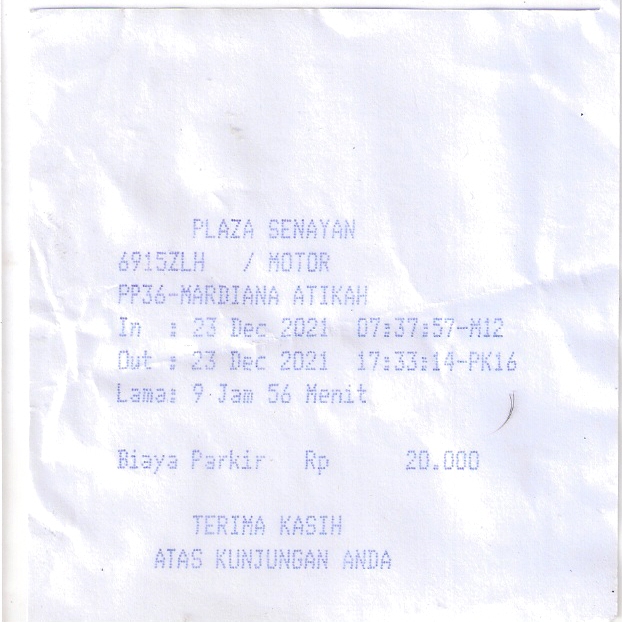 PLAZA SENAYAN
6915ZLH / MOTOR
PP36-MARDIANA ATIKAH
In : 23 Dec 2021 07:37:57-M12
Out : 23 Dec 2021 17:33:14-PK16
Lama: 9 Jam 56 Menit
Biaya Parkir Rp 20.000
TERIMA KASIH
ATAS KUNJUNGAN ANDA